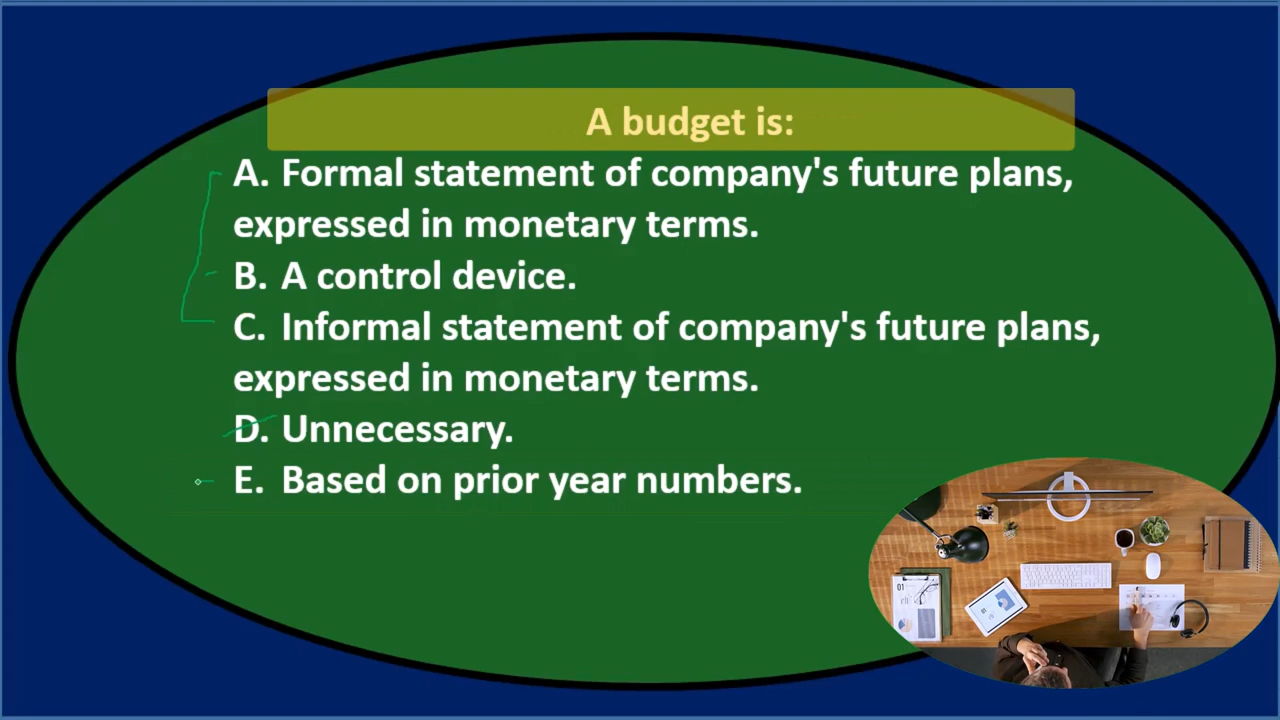 A budget is:
A. Formal statement of company's future plans,
expressed in monetary terms.
B. A control device.
C. Informal statement of company's future plans,
expressed in monetary terms.
D. Unnecessary.
E. Based on prior year numbers.
01